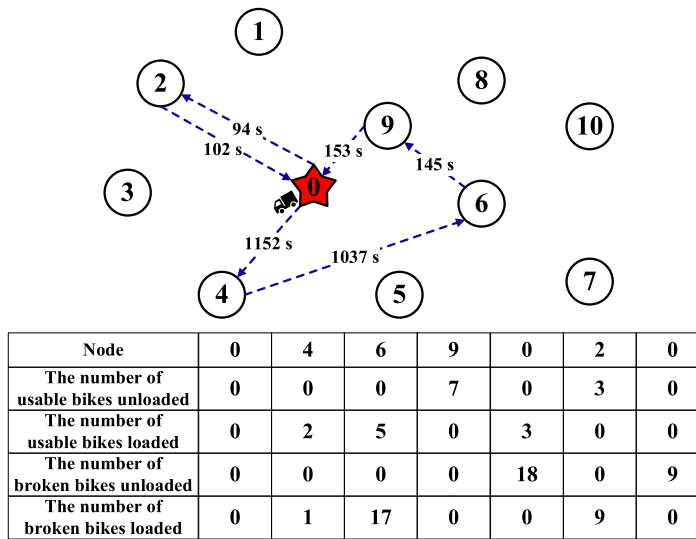 1
2
8
9
10
94 s
102 s
153 s
145 s
3
0
6
1152 s
1037 s
4
5
7
Node 0 4 6 9 0 2 0
The number of
usable bikes unloaded 0 0 0 7 0 3 0
The number of
usable bikes loaded 0 2 5 0 3 0 0
The number of
broken bikes unloaded 0 0 0 0 18 0 9
The number of
broken bikes loaded 0 1 17 0 0 9 0